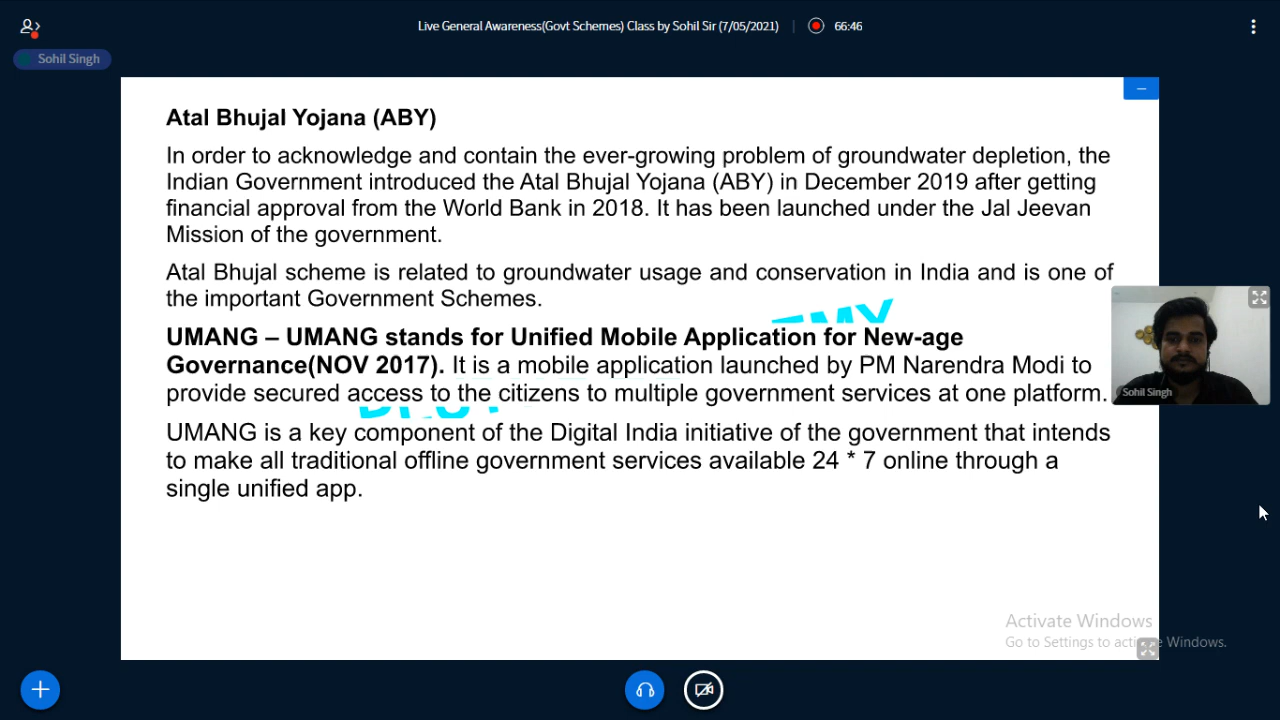 Live General Awareness(Govt Schemes) Class by Sohil Sir (7/05/2021) | 66:46
Sohil Singh
Atal Bhujal Yojana (ABY)
In order to acknowledge and contain the ever-growing problem of groundwater depletion, the
Indian Government introduced the Atal Bhujal Yojana (ABY) in December 2019 after getting
financial approval from the World Bank in 2018. It has been launched under the Jal Jeevan
Mission of the government.
Atal Bhujal scheme is related to groundwater usage and conservation in India and is one of
the important Government Schemes.
UMANG – UMANG stands for Unified Mobile Application for New-age
Governance(NOV 2017). It is a mobile application launched by PM Narendra Modi to
provide secured access to the citizens to multiple government services at one platform.
UMANG is a key component of the Digital India initiative of the government that intends
to make all traditional offline government services available 24 * 7 online through a
single unified app.
Sohil Singh
Activate Windows
Go to Settings to activate Windows.